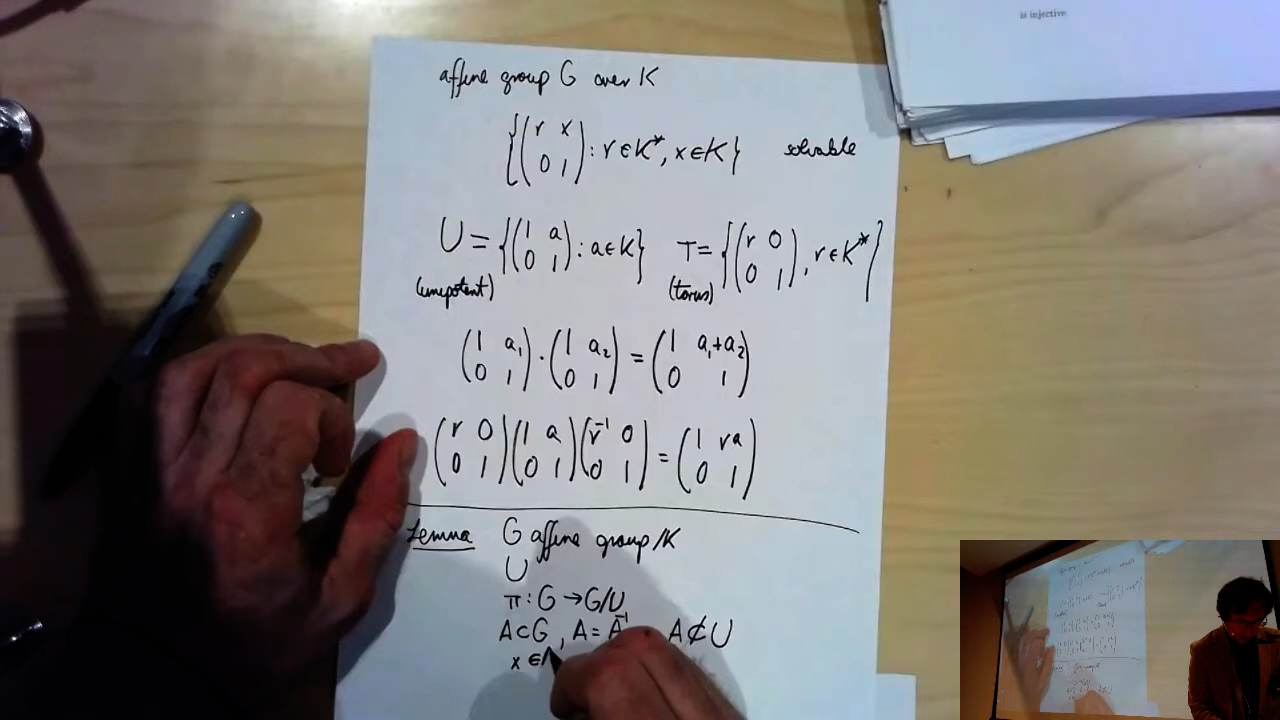 is injective
affine group G over K
{(r x; 0 1) : r ∈ K*, x ∈ K} solvable
U = {(1 a; 0 1) : a ∈ K} T = {(r 0; 0 1), r ∈ K*}
(unipotent) (torus)
(1 a₁; 0 1) · (1 a₂; 0 1) = (1 a₁+a₂; 0 1)
(r 0; 0 1)(1 a; 0 1)(r⁻¹ 0; 0 1) = (1 ra; 0 1)
Lemma G affine group/K
U
π : G → G/U
A ⊂ G, A = A⁻¹ A ⊄ U
x ∈